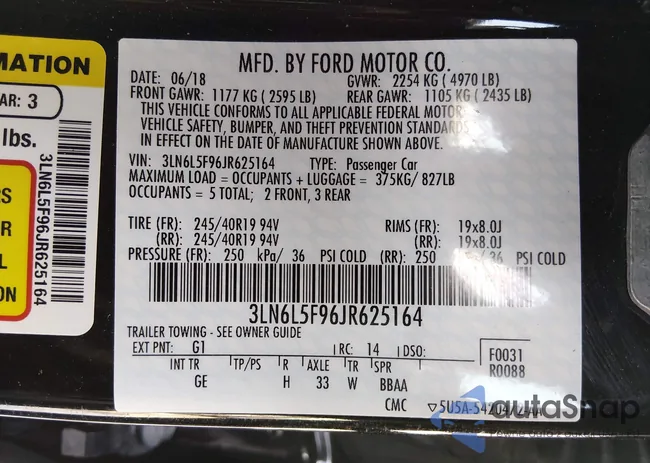 MATION
AR: 3
lbs.
RS
R
L
ON
3LN6L5F96JR625164
MFD. BY FORD MOTOR CO.
DATE: 06/18 GVWR: 2254 KG ( 4970 LB)
FRONT GAWR: 1177 KG ( 2595 LB) REAR GAWR: 1105 KG ( 2435 LB)
THIS VEHICLE CONFORMS TO ALL APPLICABLE FEDERAL MOTOR
VEHICLE SAFETY, BUMPER, AND THEFT PREVENTION STANDARDS
IN EFFECT ON THE DATE OF MANUFACTURE SHOWN ABOVE.
VIN: 3LN6L5F96JR625164 TYPE: Passenger Car
MAXIMUM LOAD = OCCUPANTS + LUGGAGE = 375KG/ 827LB
OCCUPANTS = 5 TOTAL; 2 FRONT, 3 REAR
TIRE (FR): 245/40R19 94V RIMS (FR): 19x8.0J
(RR): 245/40R19 94V (RR): 19x8.0J
PRESSURE (FR): 250 kPa/ 36 PSI COLD (RR): 250 kPa/ 36 PSI COLD
3LN6L5F96JR625164
TRAILER TOWING - SEE OWNER GUIDE
EXT PNT: G1 RC: 14 DSO: F0031
INT TR TP/PS R AXLE TR SPR R0088
GE H 33 W BBAA
CMC
autoSnap